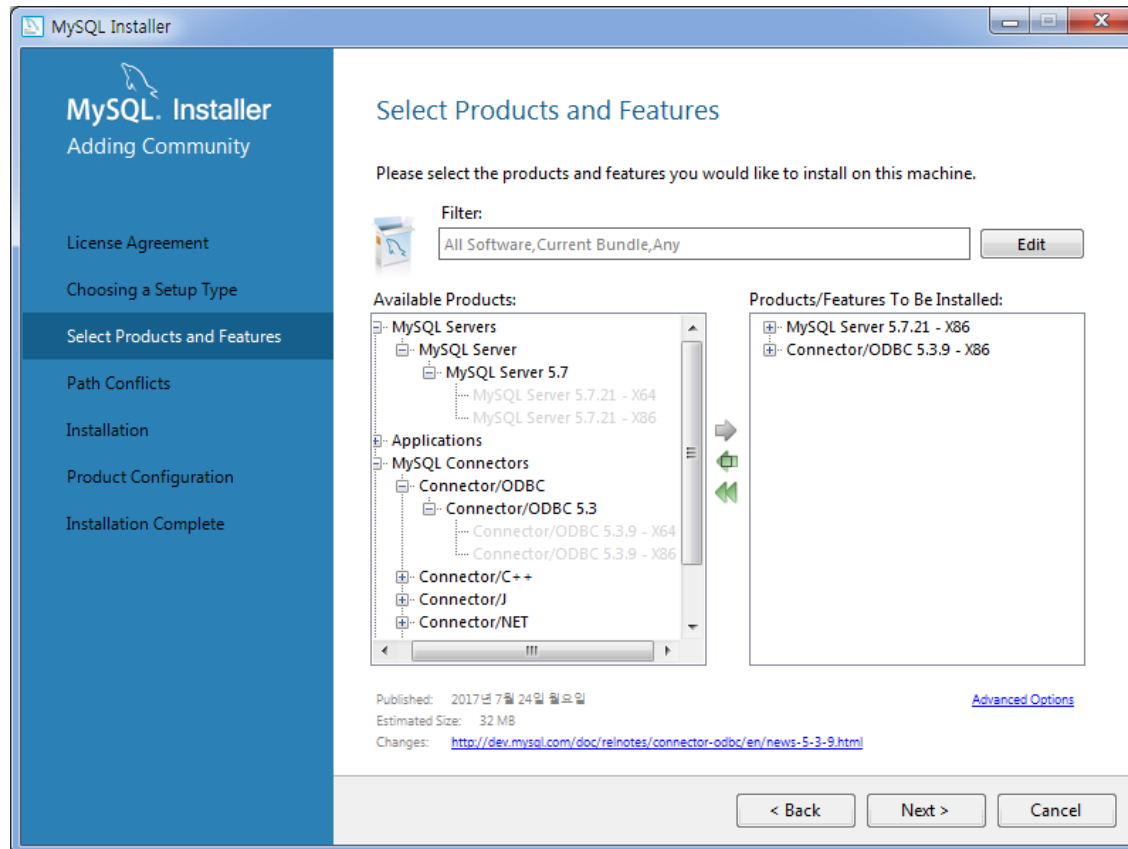 MySQL Installer
MySQL. Installer
Adding Community
License Agreement
Choosing a Setup Type
Select Products and Features
Path Conflicts
Installation
Product Configuration
Installation Complete
Select Products and Features
Please select the products and features you would like to install on this machine.
Filter:
All Software,Current Bundle,Any
Edit
Available Products:
MySQL Servers
MySQL Server
MySQL Server 5.7
MySQL Server 5.7.21 - X64
MySQL Server 5.7.21 - X86
Applications
MySQL Connectors
Connector/ODBC
Connector/ODBC 5.3
Connector/ODBC 5.3.9 - X64
Connector/ODBC 5.3.9 - X86
Connector/C++
Connector/J
Connector/NET
Products/Features To Be Installed:
MySQL Server 5.7.21 - X86
Connector/ODBC 5.3.9 - X86
Published: 2017년 7월 24일 월요일
Advanced Options
Estimated Size: 32 MB
Changes: http://dev.mysql.com/doc/relnotes/connector-odbc/en/news-5-3-9.html
< Back
Next >
Cancel